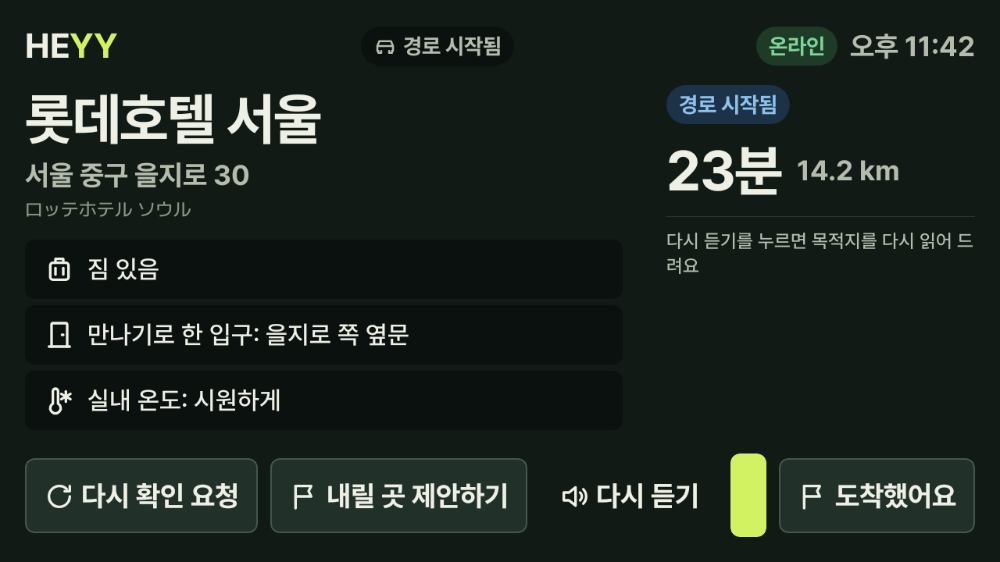 HEYY
경로 시작됨
온라인
오후 11:42
롯데호텔 서울
서울 중구 을지로 30
ロッテホテル ソウル
경로 시작됨
23분 14.2 km
다시 듣기를 누르면 목적지를 다시 읽어 드
려요
짐 있음
만나기로 한 입구: 을지로 쪽 옆문
실내 온도: 시원하게
다시 확인 요청
내릴 곳 제안하기
다시 듣기
도착했어요